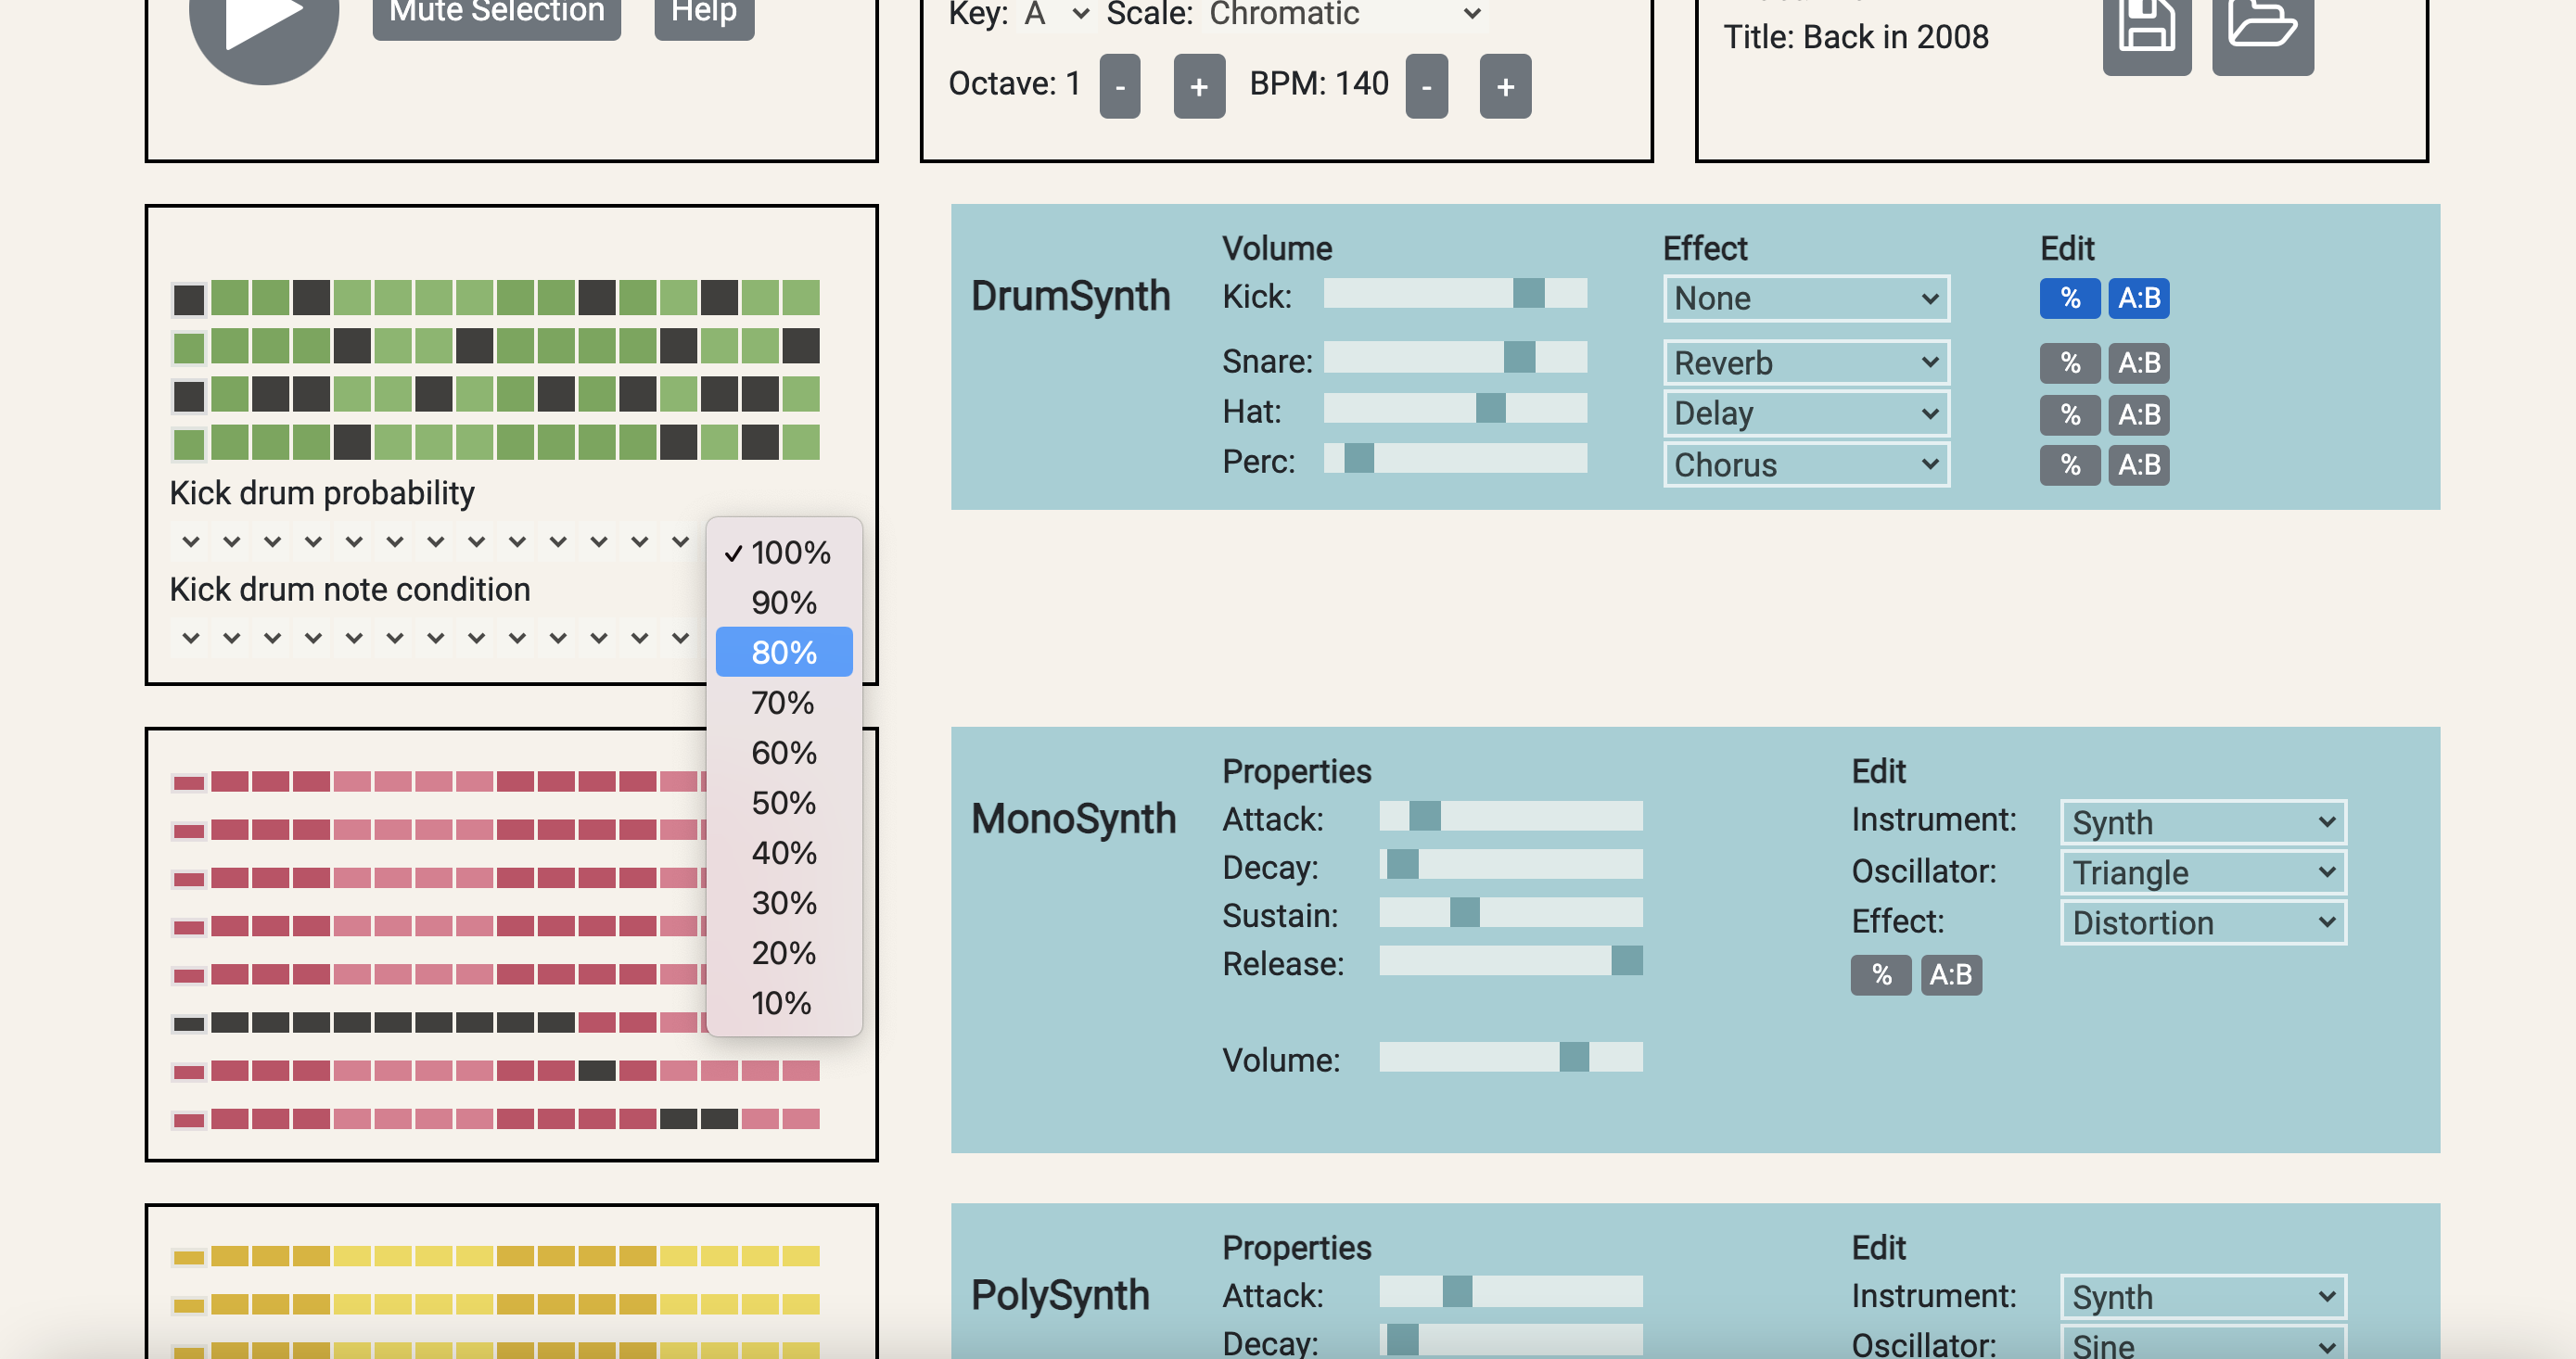 Mute Selection Help
Key: A Scale: Chromatic
Octave: 1 - + BPM: 140 - +
Title: Back in 2008
Kick drum probability
Kick drum note condition
100%
90%
80%
70%
60%
50%
40%
30%
20%
10%
DrumSynth
Volume Effect Edit
Kick: None % A:B
Snare: Reverb % A:B
Hat: Delay % A:B
Perc: Chorus % A:B
MonoSynth
Properties Edit
Attack: Instrument: Synth
Decay: Oscillator: Triangle
Sustain: Effect: Distortion
Release: % A:B
Volume:
PolySynth
Properties Edit
Attack: Instrument: Synth
Decay: Oscillator: Sine